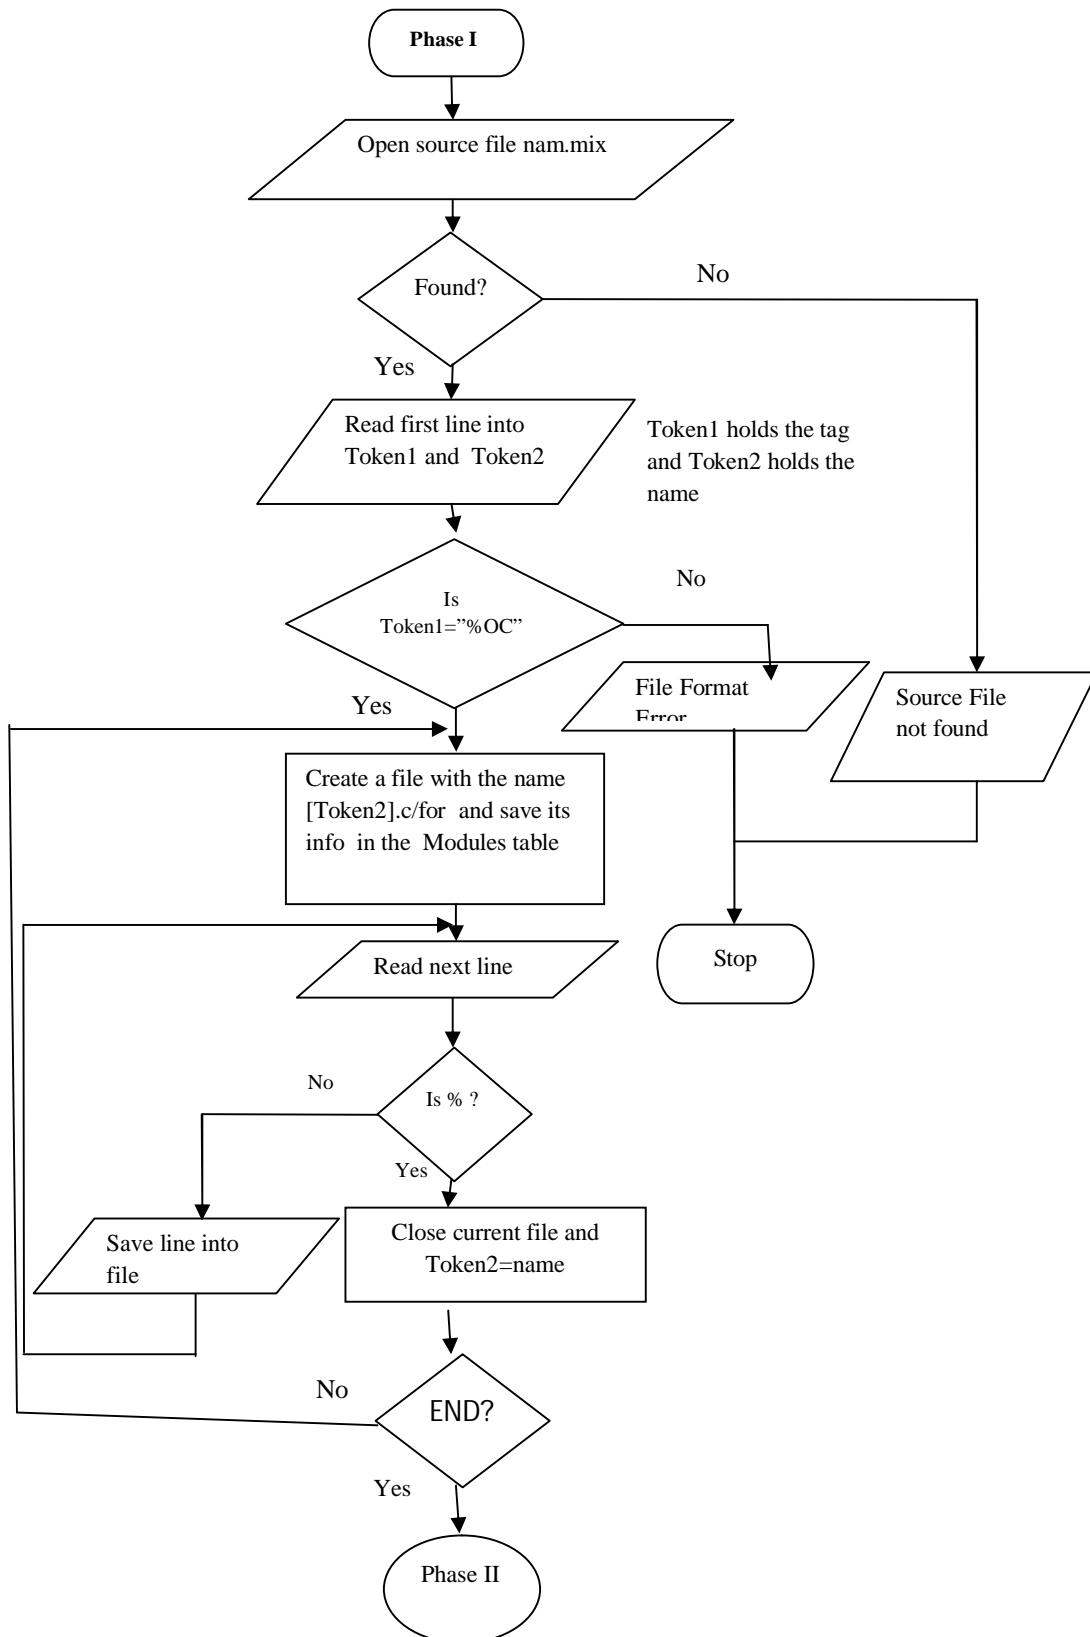 Phase I
Open source file nam.mix
Found?
No
Yes
Read first line into
Token1 and Token2
Token1 holds the tag
and Token2 holds the
name
Is
Token1=”%OC”
No
Yes
File Format
Error
Source File
not found
Create a file with the name
[Token2].c/for and save its
info in the Modules table
Read next line
Stop
Is % ?
No
Yes
Save line into
file
Close current file and
Token2=name
END?
No
Yes
Phase II